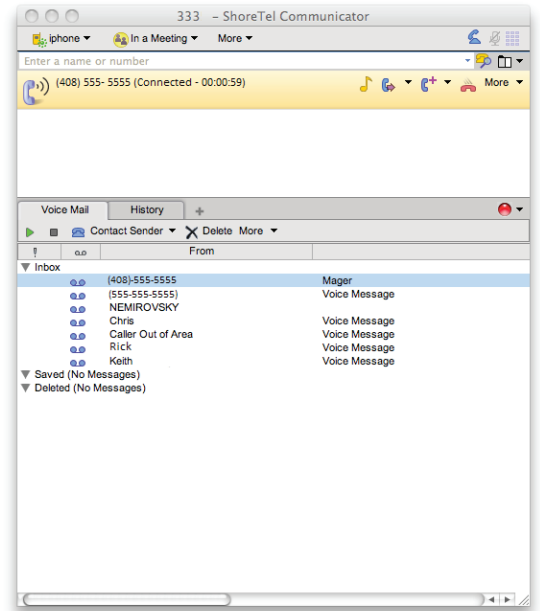 333 – ShoreTel Communicator
iphone In a Meeting More
Enter a name or number
(408) 555- 5555 (Connected - 00:00:59) More
Voice Mail History +
Contact Sender Delete More
! From
Inbox
(408)-555-5555 Mager
(555-555-5555) Voice Message
NEMIROVSKY
Chris Voice Message
Caller Out of Area Voice Message
Rick Voice Message
Keith Voice Message
Saved (No Messages)
Deleted (No Messages)